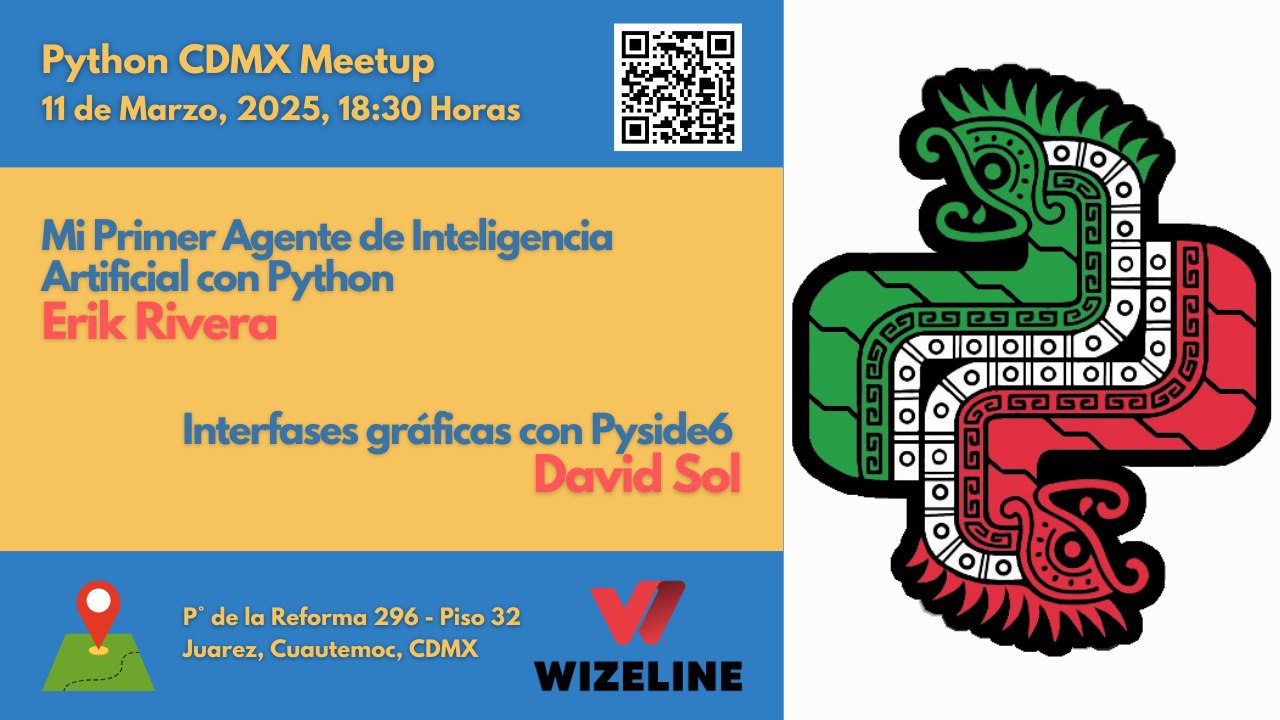 Python CDMX Meetup
11 de Marzo, 2025, 18:30 Horas
Mi Primer Agente de Inteligencia
Artificial con Python
Erik Rivera
Interfases gráficas con Pyside6
David Sol
P° de la Reforma 296 - Piso 32
Juarez, Cuautemoc, CDMX
WIZELINE